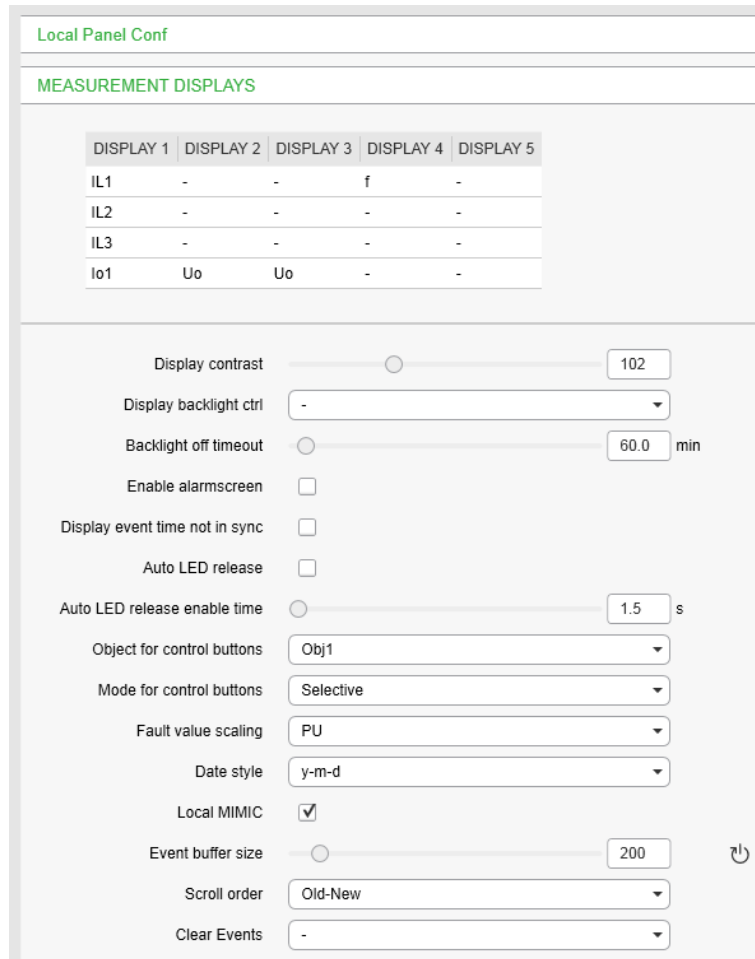 Local Panel Conf
MEASUREMENT DISPLAYS
DISPLAY 1 DISPLAY 2 DISPLAY 3 DISPLAY 4 DISPLAY 5
IL1 - - f -
IL2 - - - -
IL3 - - - -
Io1 Uo Uo - -
Display contrast 102
Display backlight ctrl -
Backlight off timeout 60.0 min
Enable alarmscreen
Display event time not in sync
Auto LED release
Auto LED release enable time 1.5 s
Object for control buttons Obj1
Mode for control buttons Selective
Fault value scaling PU
Date style y-m-d
Local MIMIC
Event buffer size 200
Scroll order Old-New
Clear Events -